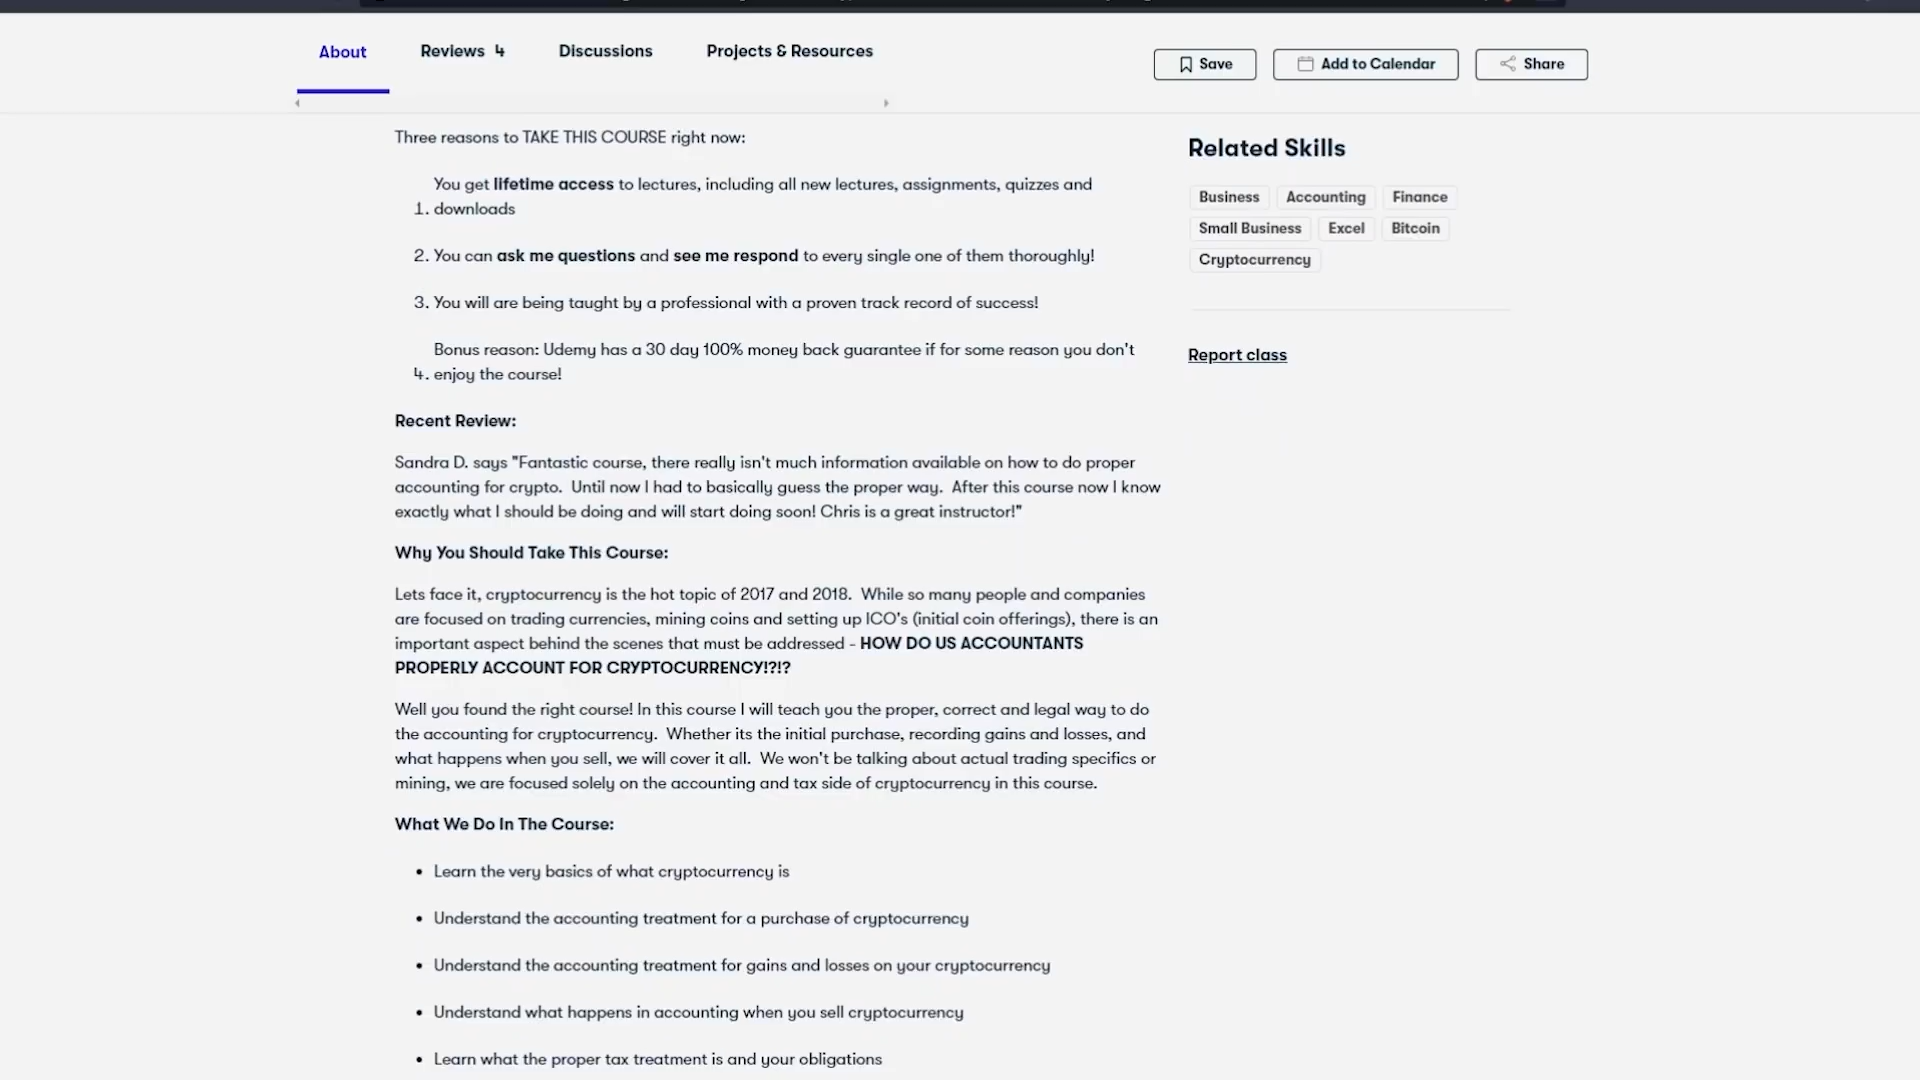 About
Reviews 4
Discussions
Projects & Resources
Save
Add to Calendar
Share
Three reasons to TAKE THIS COURSE right now:
You get lifetime access to lectures, including all new lectures, assignments, quizzes and
1. downloads
2. You can ask me questions and see me respond to every single one of them thoroughly!
3. You will are being taught by a professional with a proven track record of success!
Bonus reason: Udemy has a 30 day 100% money back guarantee if for some reason you don't
4. enjoy the course!
Recent Review:
Sandra D. says "Fantastic course, there really isn't much information available on how to do proper
accounting for crypto.  Until now I had to basically guess the proper way.  After this course now I know
exactly what I should be doing and will start doing soon! Chris is a great instructor!"
Why You Should Take This Course:
Lets face it, cryptocurrency is the hot topic of 2017 and 2018.  While so many people and companies
are focused on trading currencies, mining coins and setting up ICO's (initial coin offerings), there is an
important aspect behind the scenes that must be addressed - HOW DO US ACCOUNTANTS
PROPERLY ACCOUNT FOR CRYPTOCURRENCY!?!?
Well you found the right course! In this course I will teach you the proper, correct and legal way to do
the accounting for cryptocurrency.  Whether its the initial purchase, recording gains and losses, and
what happens when you sell, we will cover it all.  We won't be talking about actual trading specifics or
mining, we are focused solely on the accounting and tax side of cryptocurrency in this course.
What We Do In The Course:
• Learn the very basics of what cryptocurrency is
• Understand the accounting treatment for a purchase of cryptocurrency
• Understand the accounting treatment for gains and losses on your cryptocurrency
• Understand what happens in accounting when you sell cryptocurrency
• Learn what the proper tax treatment is and your obligations
Related Skills
Business Accounting Finance
Small Business Excel Bitcoin
Cryptocurrency
Report class